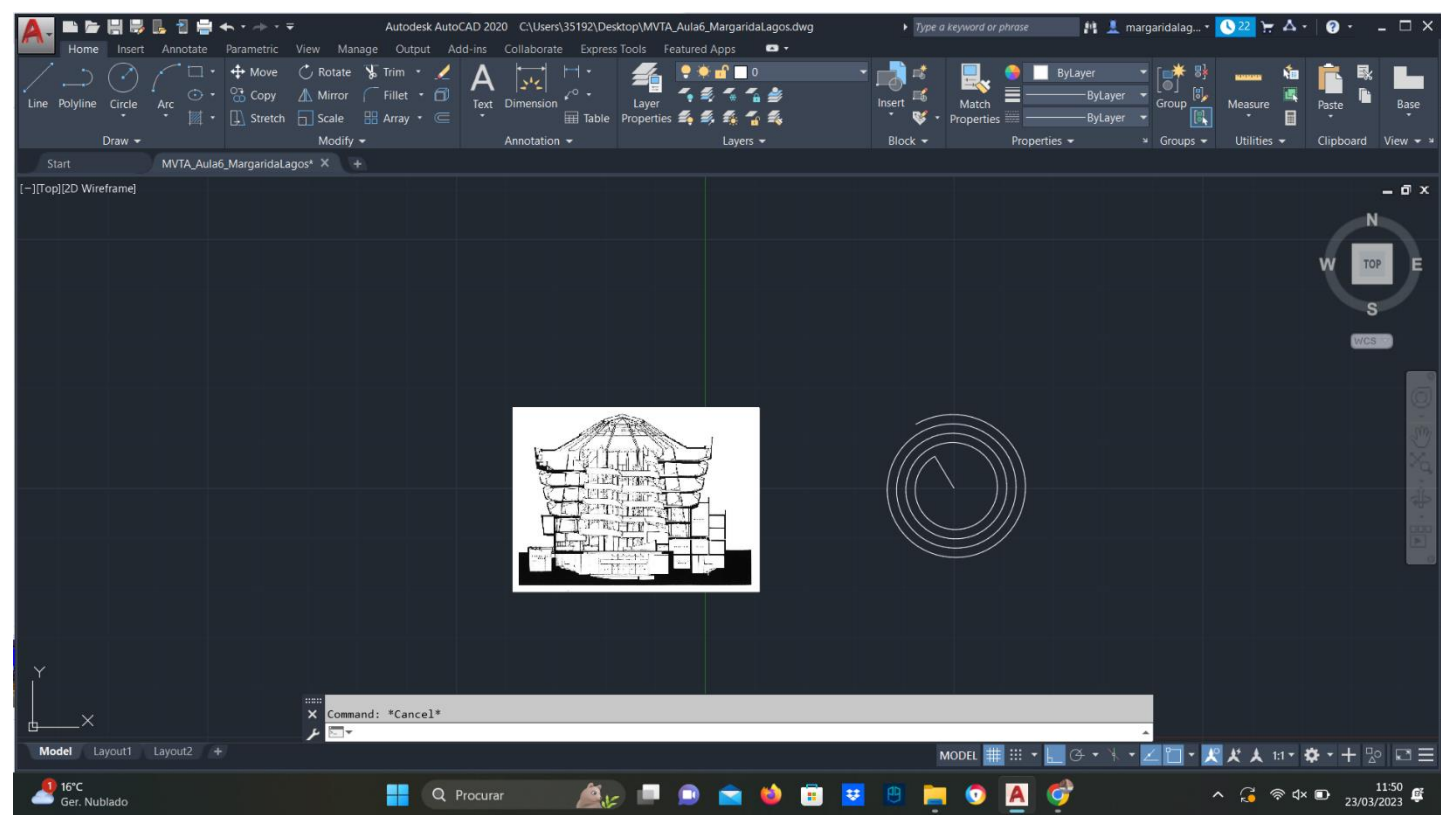 A Autodesk AutoCAD 2020 C:\Users\35192\Desktop\MVTA_Aula6_MargaridaLagos.dwg Type a keyword or phrase margaridalag... 22
Home Insert Annotate Parametric View Manage Output Add-ins Collaborate Express Tools Featured Apps
Move Rotate Trim 0 ByLayer
Line Polyline Circle Arc Copy Mirror Fillet Text Dimension Layer Properties Insert Match Properties ByLayer Group Measure Paste Base
Stretch Scale Array Table ByLayer
Draw Modify Annotation Layers Block Properties Groups Utilities Clipboard View
Start MVTA_Aula6_MargaridaLagos*
[−][Top][2D Wireframe]
N
W TOP E
S
WCS
Y
X
Command: *Cancel*
Model Layout1 Layout2 MODEL 1:1
1 16°C
Ger. Nublado
Procurar
11:50
23/03/2023